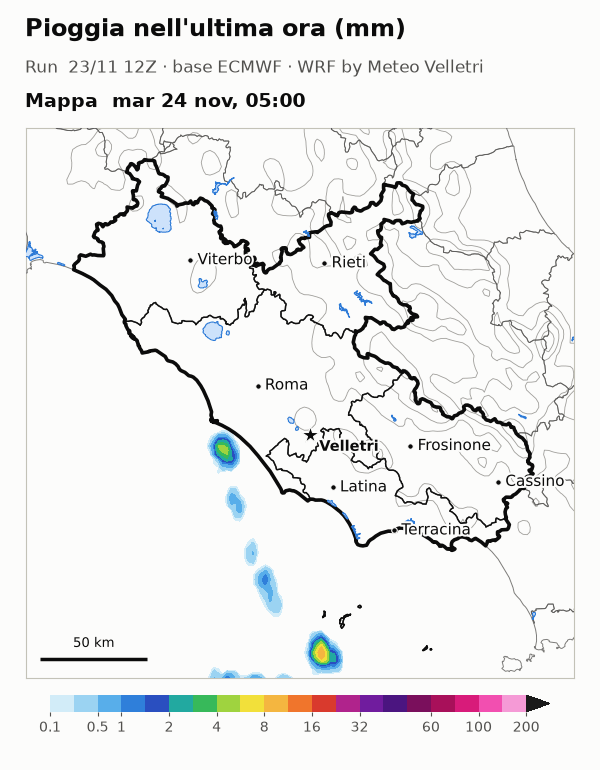 Pioggia nell'ultima ora (mm)
Run 23/11 12Z · base ECMWF · WRF by Meteo Velletri
Mappa mar 24 nov, 05:00
Viterbo
Rieti
Roma
Velletri
Frosinone
Cassino
Latina
Terracina
50 km
0.1 0.5 1 2 4 8 16 32 60 100 200